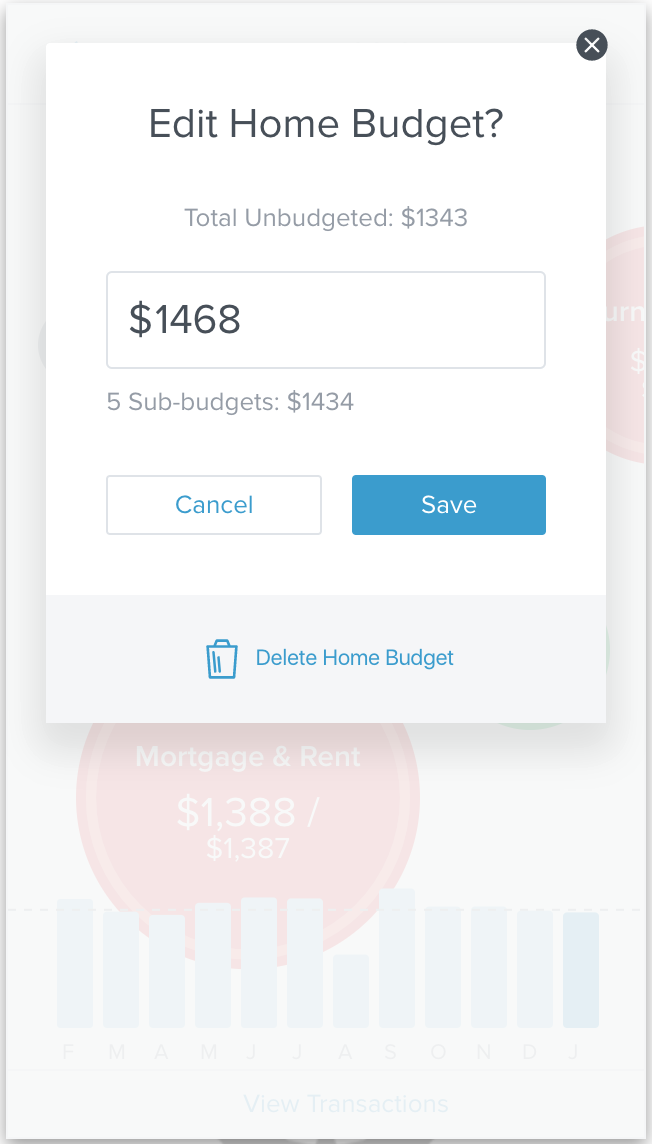 Edit Home Budget?
Total Unbudgeted: $1343
$1468
5 Sub-budgets: $1434
Cancel
Save
Delete Home Budget
urn
$
Mortgage & Rent
$1,388 /
$1,387
F M A M J J A S O N D J
View Transactions